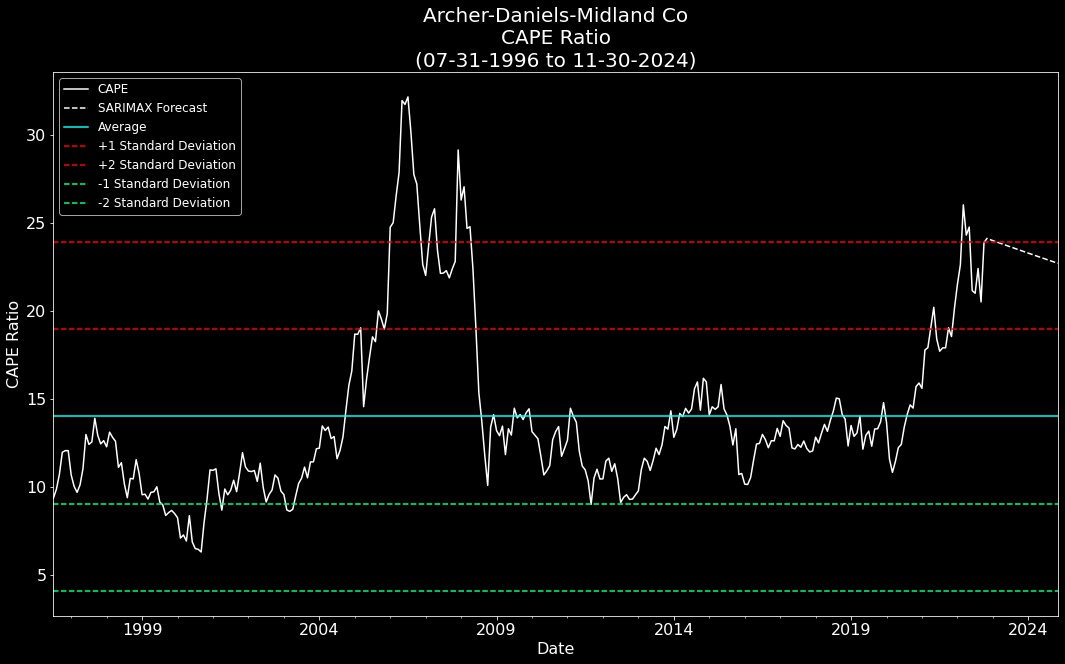 Archer-Daniels-Midland Co
CAPE Ratio
(07-31-1996 to 11-30-2024)
CAPE
SARIMAX Forecast
Average
+1 Standard Deviation
+2 Standard Deviation
-1 Standard Deviation
-2 Standard Deviation
30
25
20
15
10
5
CAPE Ratio
1999
2004
2009
2014
2019
2024
Date